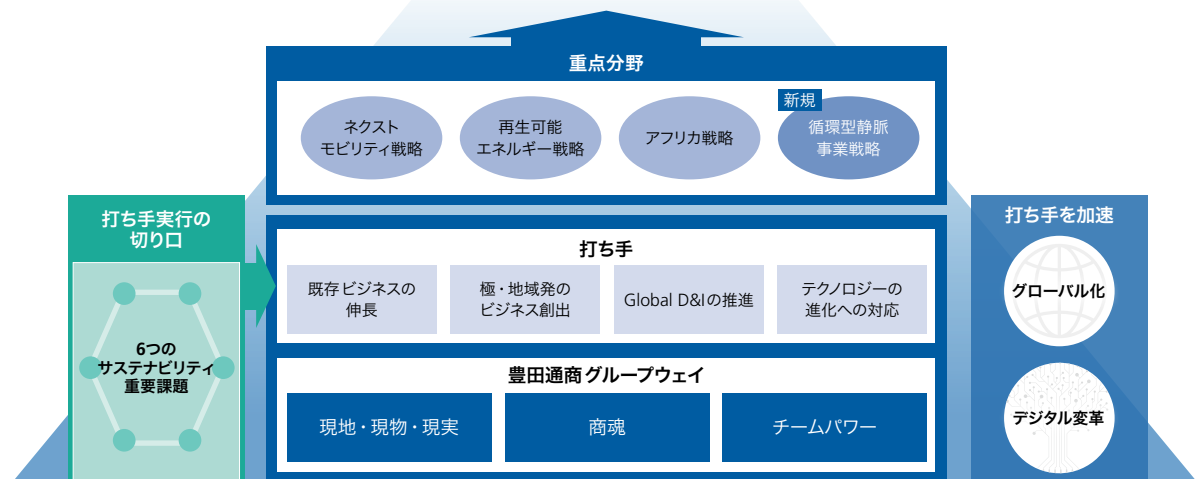 重点分野
ネクスト
モビリティ戦略
再生可能
エネルギー戦略
アフリカ戦略
新規
循環型静脈
事業戦略
打ち手実行の
切り口
6つの
サステナビリティ
重要課題
打ち手
既存ビジネスの
伸長
極・地域発の
ビジネス創出
Global D&Iの推進
テクノロジーの
進化への対応
豊田通商グループウェイ
現地・現物・現実
商魂
チームパワー
打ち手を加速
グローバル化
デジタル変革